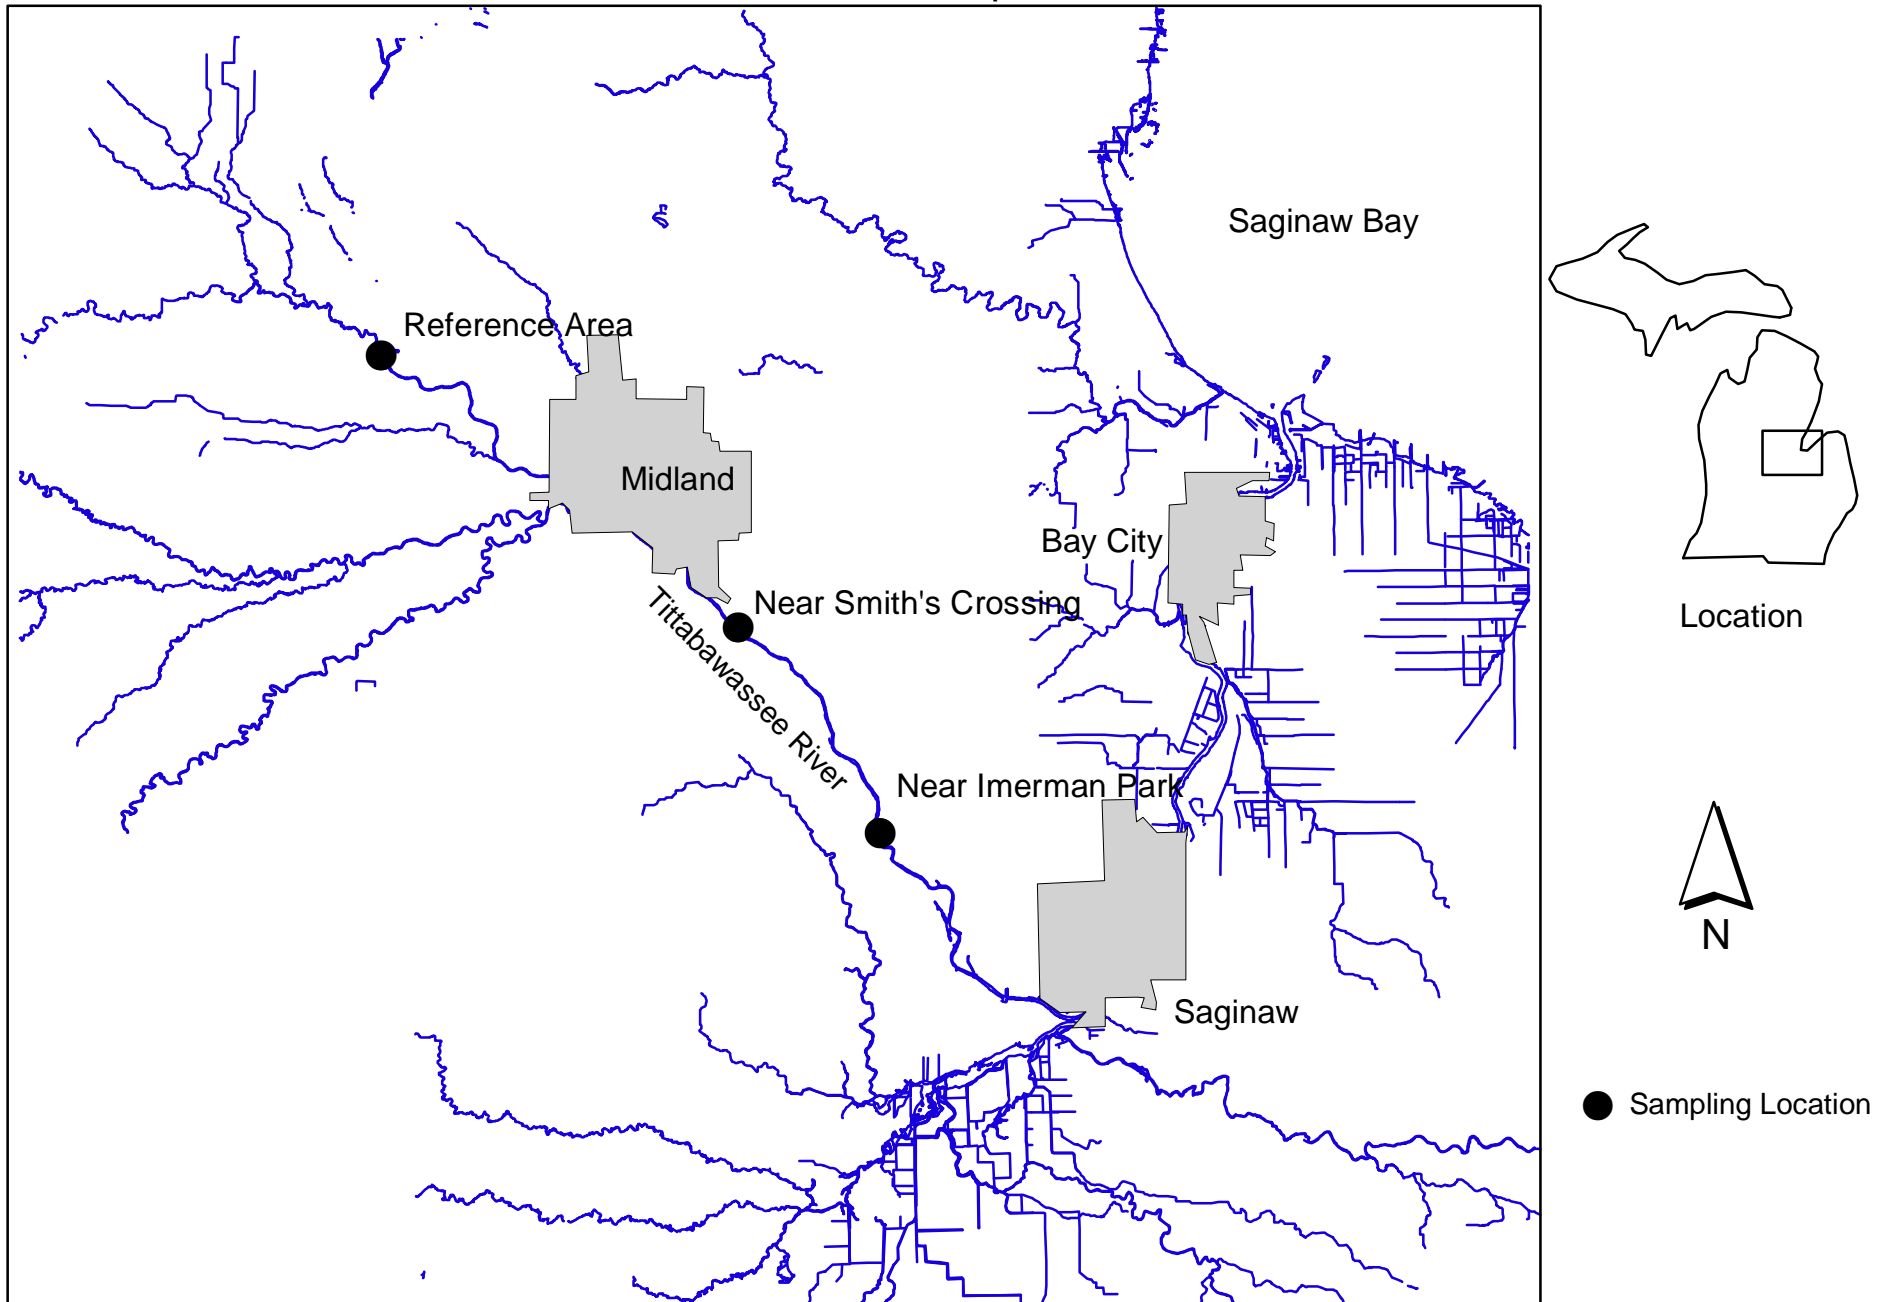 Saginaw Bay
Reference Area
Midland
Bay City
Near Smith's Crossing
Tittabawassee River
Near Imerman Park
Saginaw
Location
N
Sampling Location